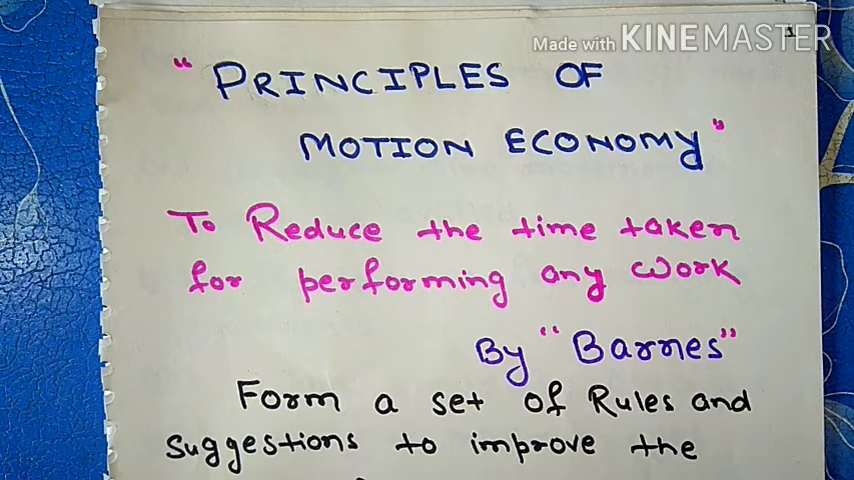 Made with KINEMASTER
1
"PRINCIPLES OF
MOTION ECONOMY"
To Reduce the time taken
for performing any work
By "Barnes"
Form a set of Rules and
suggestions to improve the